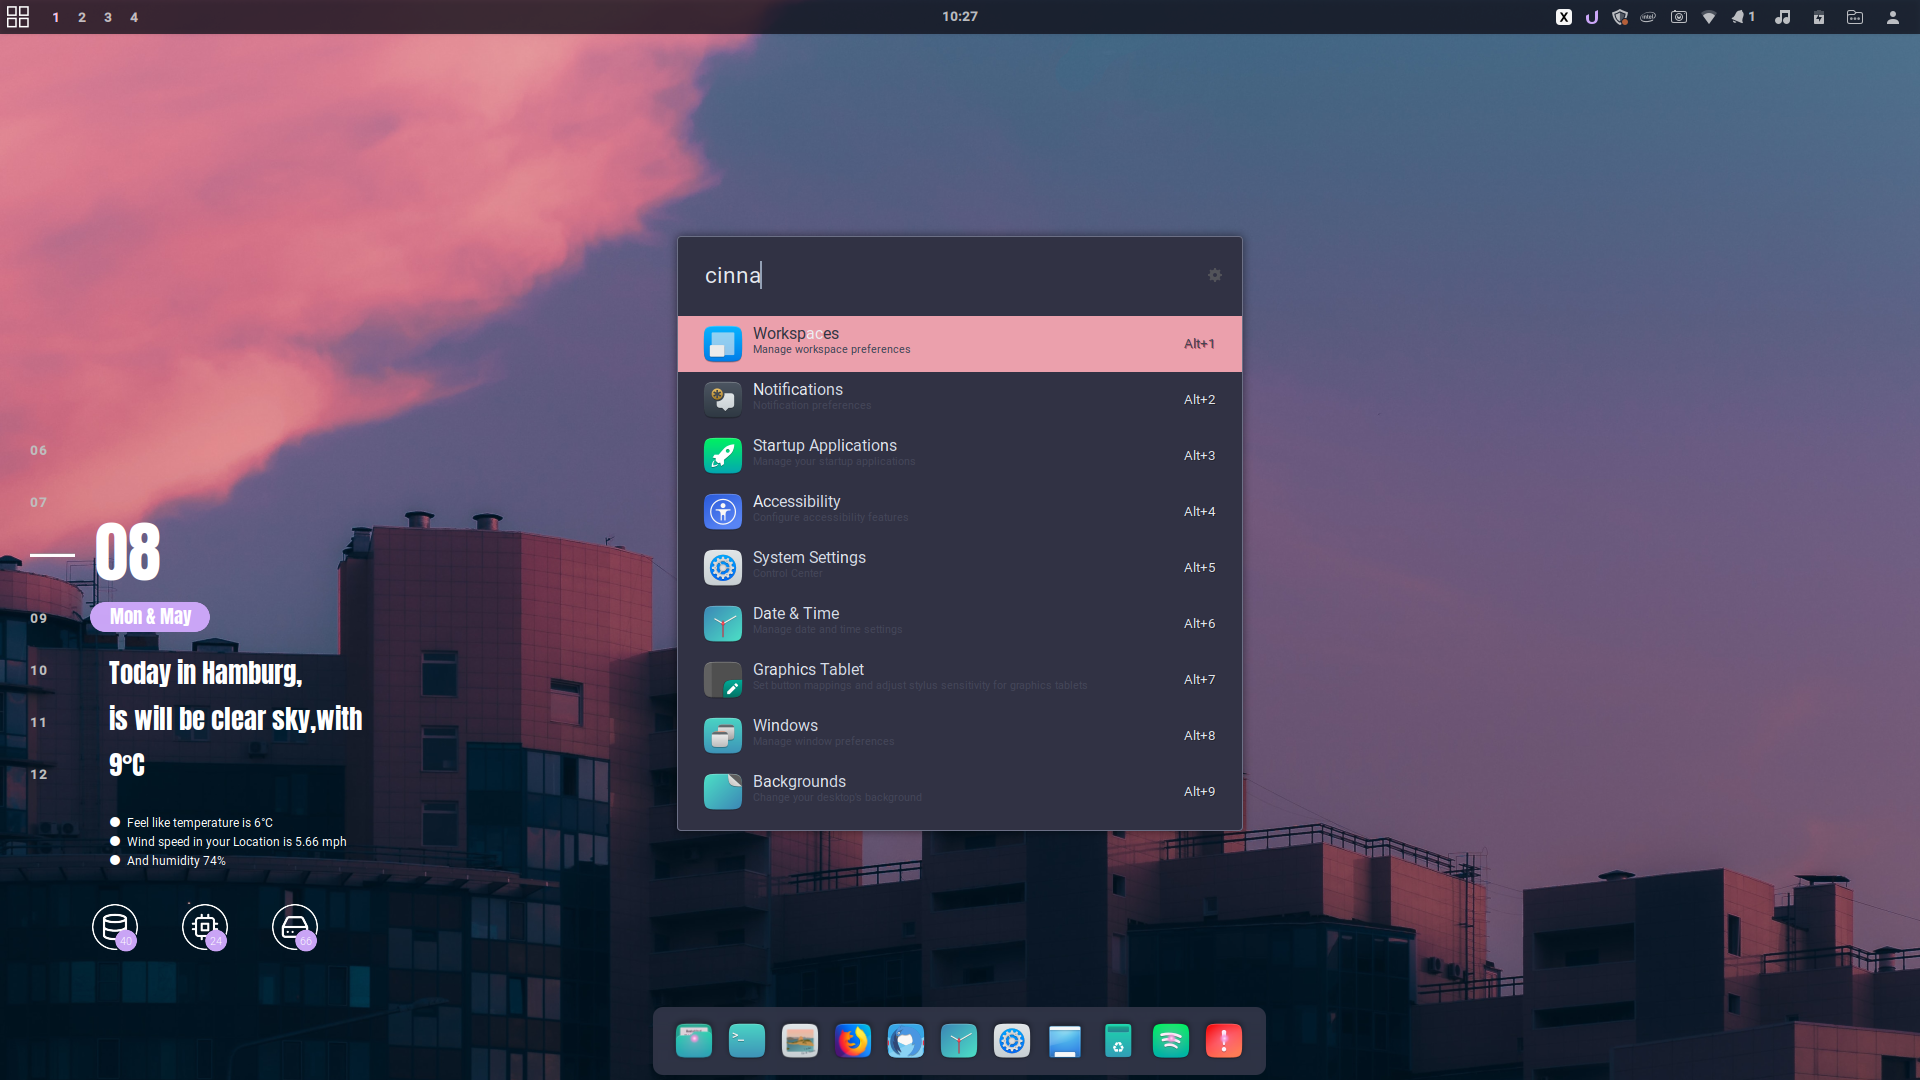 1 2 3 4
10:27
X
intel
1
cinna
Workspaces
Manage workspace preferences
Alt+1
Notifications
Notification preferences
Alt+2
Startup Applications
Manage your startup applications
Alt+3
Accessibility
Configure accessibility features
Alt+4
System Settings
Control Center
Alt+5
Date & Time
Manage date and time settings
Alt+6
Graphics Tablet
Set button mappings and adjust stylus sensitivity for graphics tablets
Alt+7
Windows
Manage window preferences
Alt+8
Backgrounds
Change your desktop's background
Alt+9
06
07
08
Mon & May
09
10
11
12
Today in Hamburg,
is will be clear sky,with
9°C
Feel like temperature is 6°C
Wind speed in your Location is 5.66 mph
And humidity 74%
40 24 66